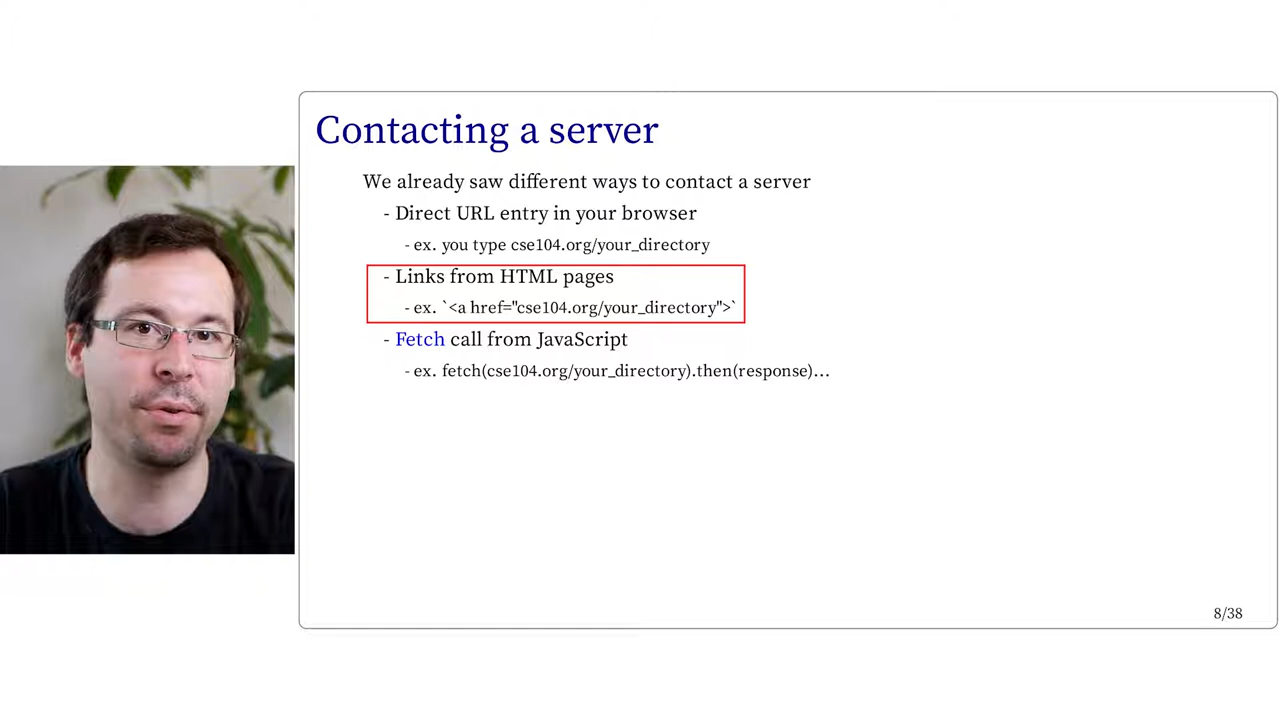 Contacting a server
We already saw different ways to contact a server
- Direct URL entry in your browser
- ex. you type cse104.org/your_directory
- Links from HTML pages
- ex. `<a href="cse104.org/your_directory">`
- Fetch call from JavaScript
- ex. fetch(cse104.org/your_directory).then(response)…
8/38